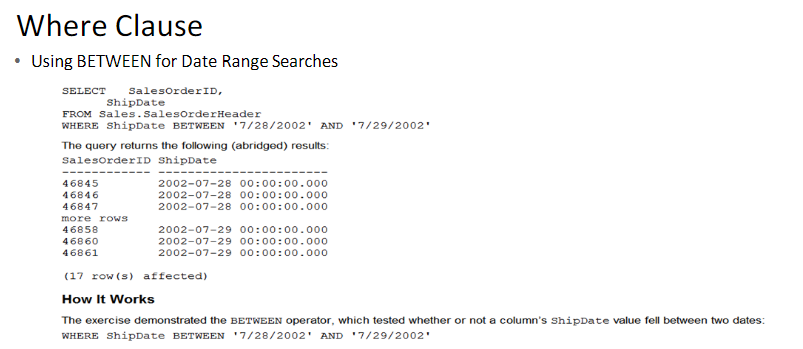 Where Clause
• Using BETWEEN for Date Range Searches
SELECT SalesOrderID,
ShipDate
FROM Sales.SalesOrderHeader
WHERE ShipDate BETWEEN '7/28/2002' AND '7/29/2002'
The query returns the following (abridged) results:
SalesOrderID ShipDate
------------ -----------------------
46845 2002-07-28 00:00:00.000
46846 2002-07-28 00:00:00.000
46847 2002-07-28 00:00:00.000
more rows
46858 2002-07-29 00:00:00.000
46860 2002-07-29 00:00:00.000
46861 2002-07-29 00:00:00.000
(17 row(s) affected)
How It Works
The exercise demonstrated the BETWEEN operator, which tested whether or not a column's ShipDate value fell between two dates:
WHERE ShipDate BETWEEN '7/28/2002' AND '7/29/2002'